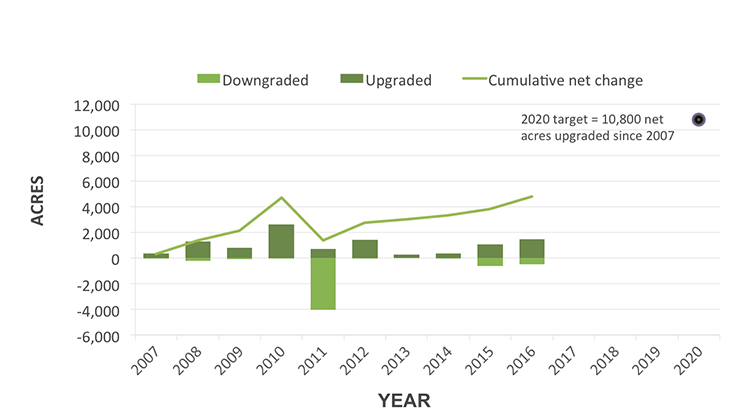 Downgraded Upgraded Cumulative net change
12,000
10,000
8,000
6,000
4,000
2,000
0
-2,000
-4,000
-6,000
ACRES
2020 target = 10,800 net
acres upgraded since 2007
2007 2008 2009 2010 2011 2012 2013 2014 2015 2016 2017 2018 2019 2020
YEAR